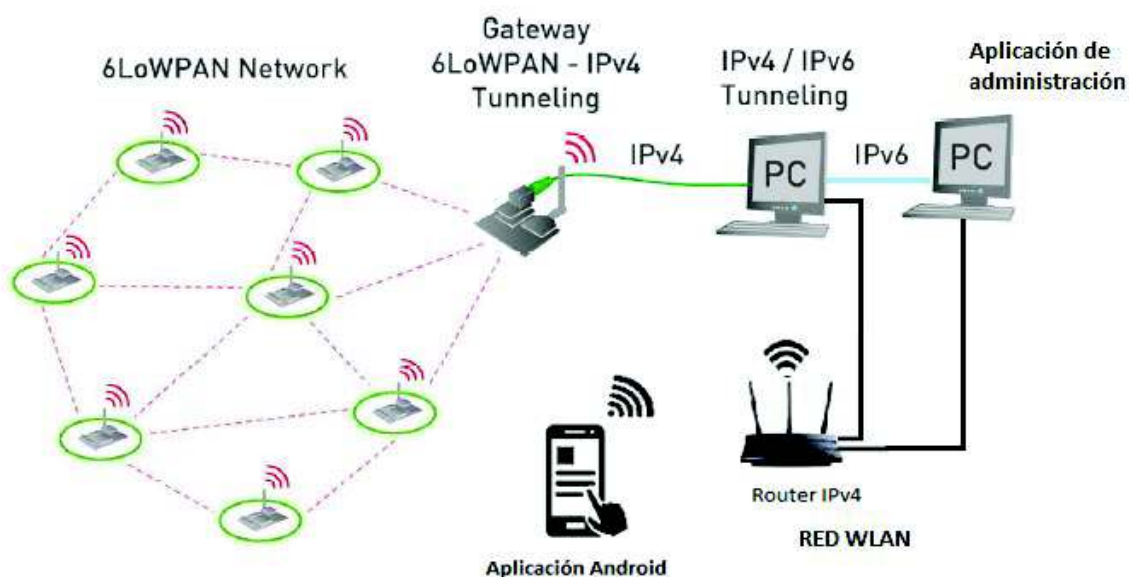 6LoWPAN Network
Gateway
6LoWPAN - IPv4
Tunneling
IPv4
IPv4 / IPv6
Tunneling
PC
IPv6
Aplicación de
administración
PC
Router IPv4
RED WLAN
Aplicación Android